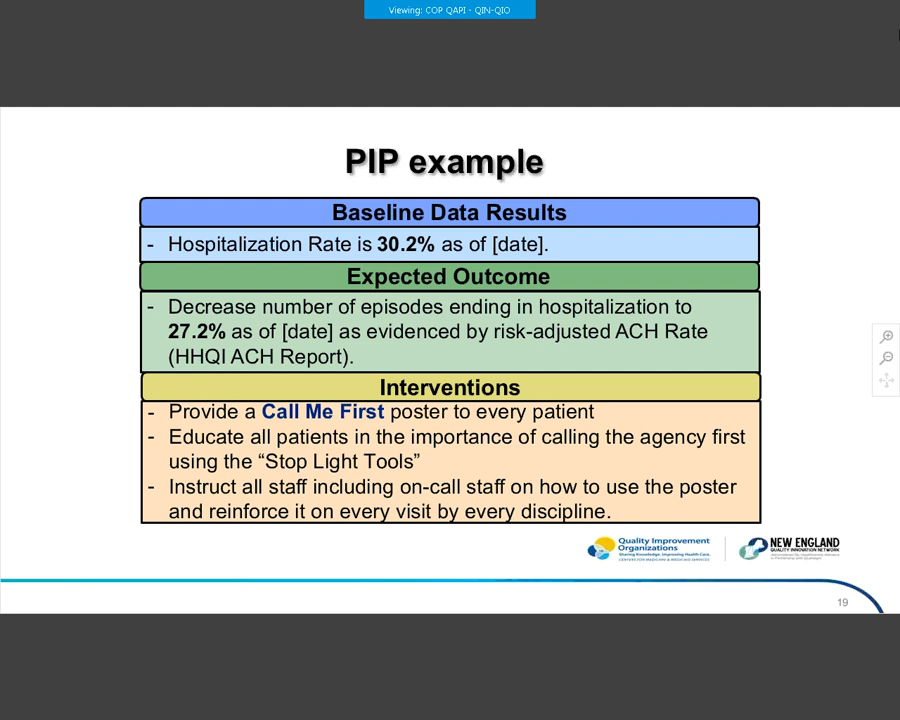 Viewing: COP QAPI - QIN-QIO
PIP example
Baseline Data Results
- Hospitalization Rate is 30.2% as of [date].
Expected Outcome
- Decrease number of episodes ending in hospitalization to
27.2% as of [date] as evidenced by risk-adjusted ACH Rate
(HHQI ACH Report).
Interventions
- Provide a Call Me First poster to every patient
- Educate all patients in the importance of calling the agency first
using the “Stop Light Tools”
- Instruct all staff including on-call staff on how to use the poster
and reinforce it on every visit by every discipline.
Quality Improvement
Organizations
Sharing Knowledge, Improving Health Care.
CENTERS FOR MEDICARE & MEDICAID SERVICES
NEW ENGLAND
QUALITY INNOVATION NETWORK
19